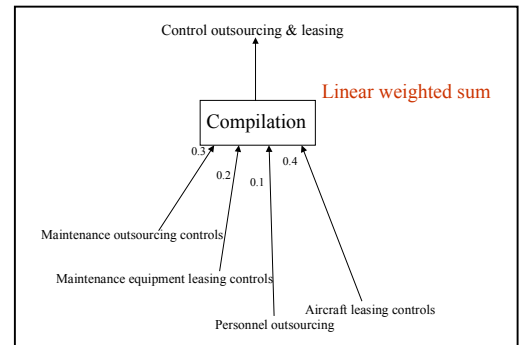 Control outsourcing & leasing
Linear weighted sum
Compilation
0.3
0.2
0.1
0.4
Maintenance outsourcing controls
Maintenance equipment leasing controls
Aircraft leasing controls
Personnel outsourcing